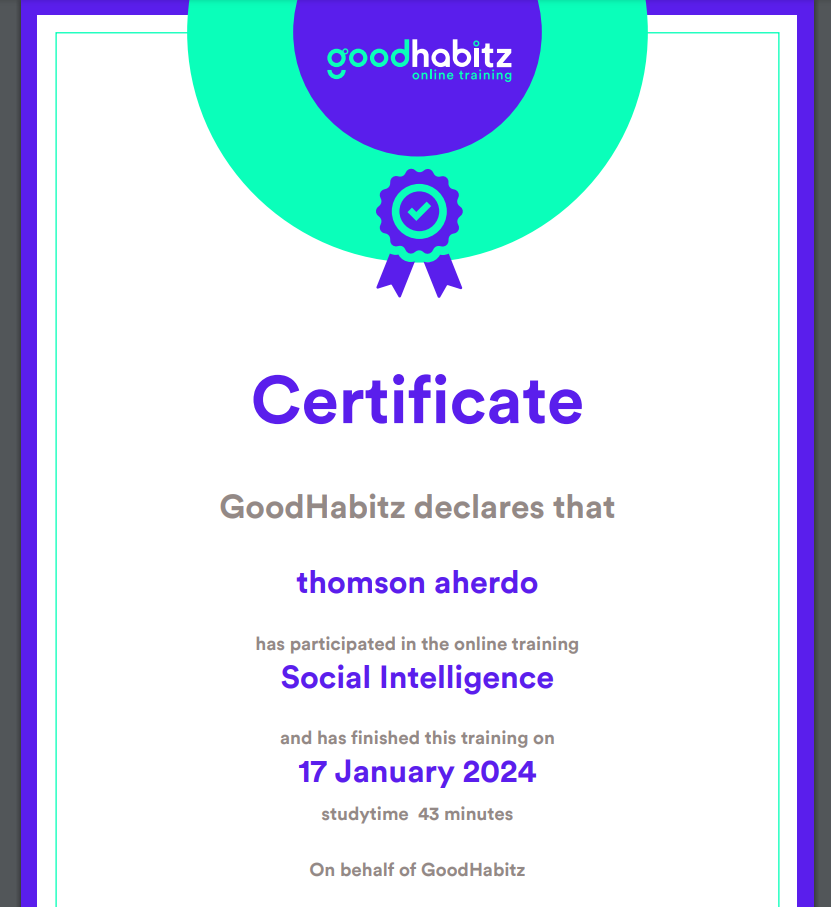 goodhabitz
online training
Certificate
GoodHabitz declares that
thomson aherdo
has participated in the online training
Social Intelligence
and has finished this training on
17 January 2024
studytime 43 minutes
On behalf of GoodHabitz